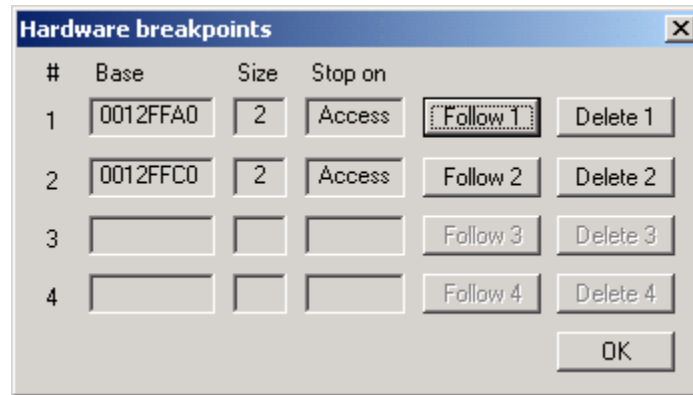 Hardware breakpoints
# Base Size Stop on
1 0012FFA0 2 Access Follow 1 Delete 1
2 0012FFC0 2 Access Follow 2 Delete 2
3 Follow 3 Delete 3
4 Follow 4 Delete 4
OK